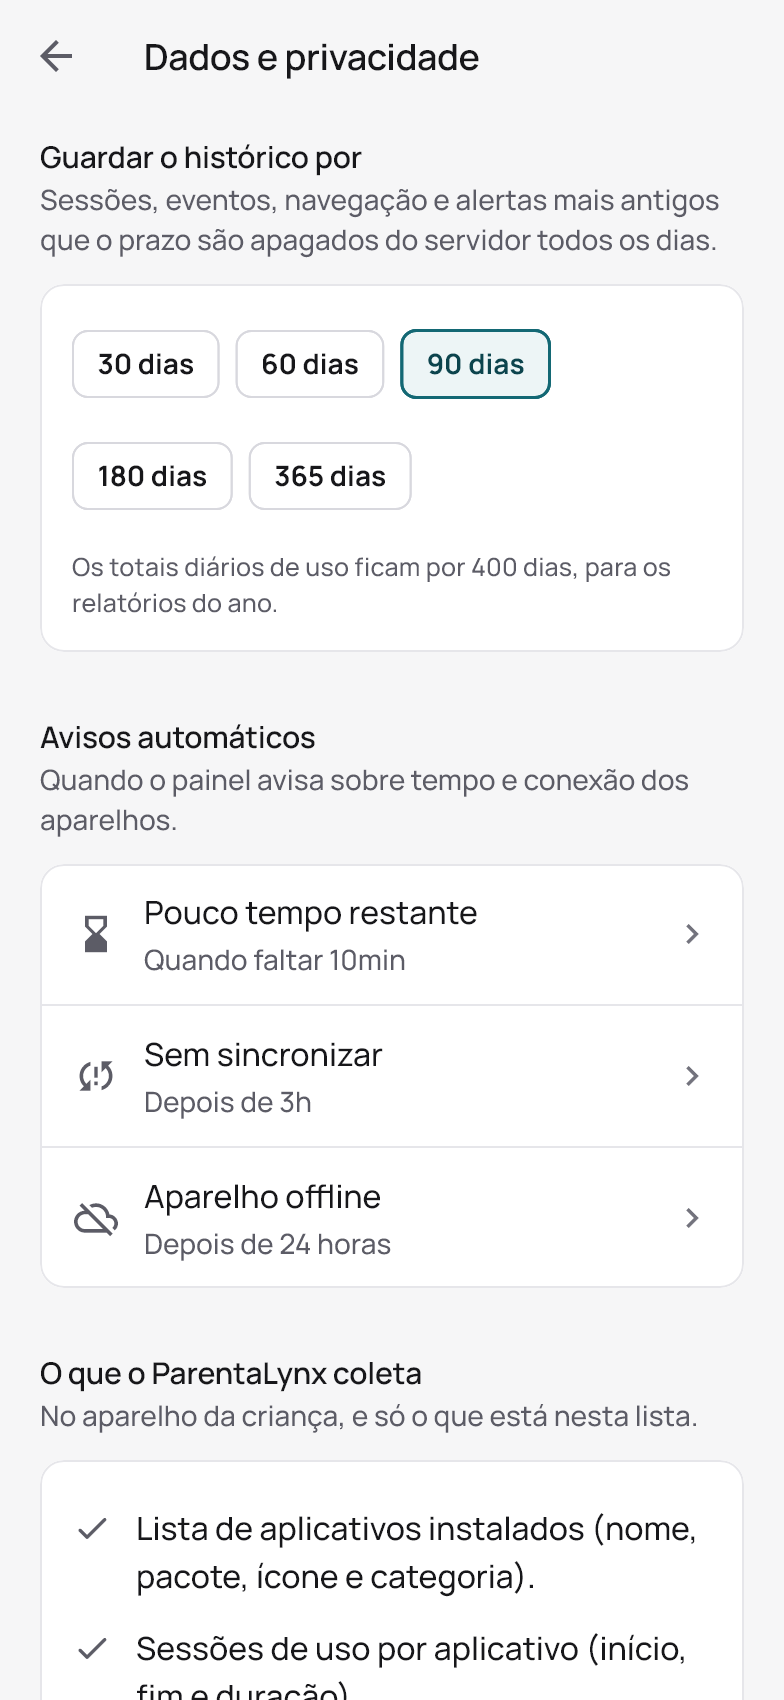 Dados e privacidade
Guardar o histórico por
Sessões, eventos, navegação e alertas mais antigos
que o prazo são apagados do servidor todos os dias.
30 dias
60 dias
90 dias
180 dias
365 dias
Os totais diários de uso ficam por 400 dias, para os
relatórios do ano.
Avisos automáticos
Quando o painel avisa sobre tempo e conexão dos
aparelhos.
Pouco tempo restante
Quando faltar 10min
Sem sincronizar
Depois de 3h
Aparelho offline
Depois de 24 horas
O que o ParentaLynx coleta
No aparelho da criança, e só o que está nesta lista.
Lista de aplicativos instalados (nome,
pacote, ícone e categoria).
Sessões de uso por aplicativo (início,
fim e duração)